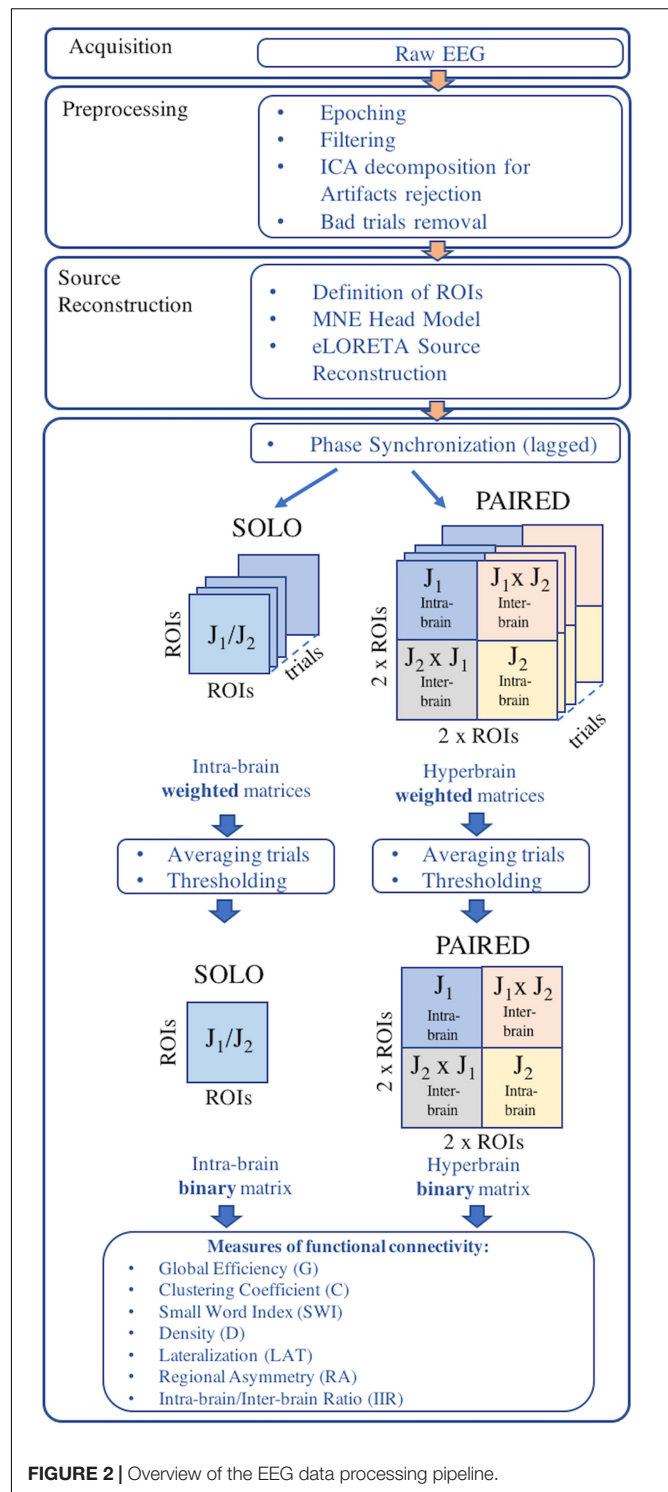 Acquisition
Raw EEG
Preprocessing
• Epoching
• Filtering
• ICA decomposition for
Artifacts rejection
• Bad trials removal
Source
Reconstruction
• Definition of ROIs
• MNE Head Model
• eLORETA Source
Reconstruction
• Phase Synchronization (lagged)
SOLO
ROIs
J₁/J₂
trials
ROIs
Intra-brain
weighted matrices
PAIRED
2 x ROIs
J₁
Intra-
brain
J₁x J₂
Inter-
brain
J₂ x J₁
Inter-
brain
J₂
Intra-
brain
trials
2 x ROIs
Hyperbrain
weighted matrices
• Averaging trials
• Thresholding
• Averaging trials
• Thresholding
SOLO
ROIs
J₁/J₂
ROIs
Intra-brain
binary matrix
PAIRED
2 x ROIs
J₁
Intra-
brain
J₁x J₂
Inter-
brain
J₂ x J₁
Inter-
brain
J₂
Intra-
brain
2 x ROIs
Hyperbrain
binary matrix
Measures of functional connectivity:
• Global Efficiency (G)
• Clustering Coefficient (C)
• Small Word Index (SWI)
• Density (D)
• Lateralization (LAT)
• Regional Asymmetry (RA)
• Intra-brain/Inter-brain Ratio (IIR)
FIGURE 2 | Overview of the EEG data processing pipeline.